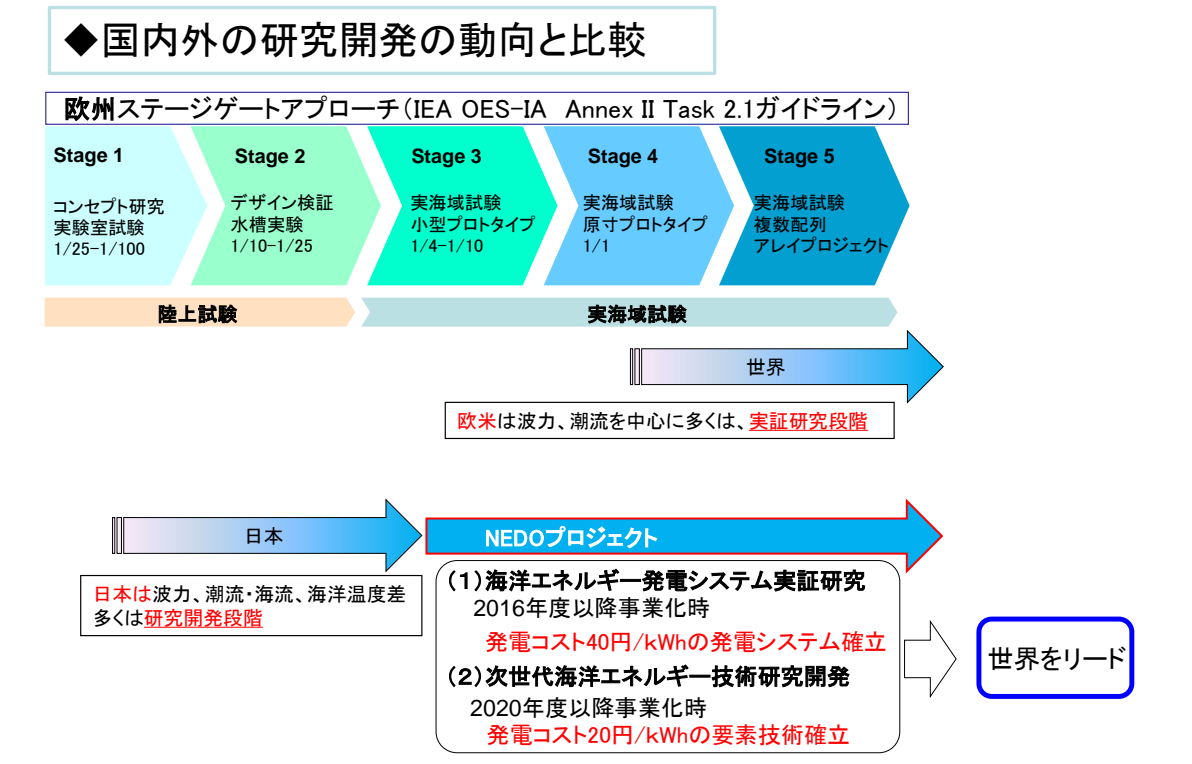 ◆国内外の研究開発の動向と比較
欧州ステージゲートアプローチ(IEA OES-IA Annex II Task 2.1ガイドライン)
Stage 1
コンセプト研究
実験室試験
1/25-1/100
Stage 2
デザイン検証
水槽実験
1/10-1/25
Stage 3
実海域試験
小型プロトタイプ
1/4-1/10
Stage 4
実海域試験
原寸プロトタイプ
1/1
Stage 5
実海域試験
複数配列
アレイプロジェクト
陸上試験
実海域試験
世界
欧米は波力、潮流を中心に多くは、実証研究段階
日本
NEDOプロジェクト
日本は波力、潮流・海流、海洋温度差
多くは研究開発段階
(1)海洋エネルギー発電システム実証研究
2016年度以降事業化時
発電コスト40円/kWhの発電システム確立
(2)次世代海洋エネルギー技術研究開発
2020年度以降事業化時
発電コスト20円/kWhの要素技術確立
世界をリード